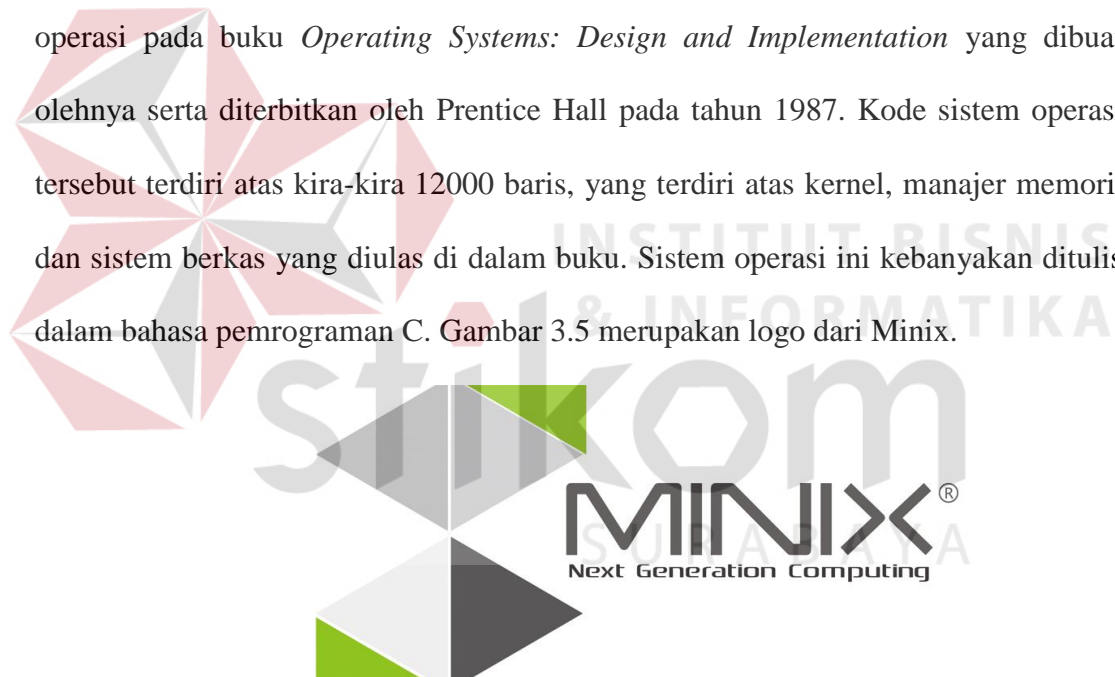 operasi pada buku Operating Systems: Design and Implementation yang dibua
olehnya serta diterbitkan oleh Prentice Hall pada tahun 1987. Kode sistem operas
tersebut terdiri atas kira-kira 12000 baris, yang terdiri atas kernel, manajer memori
INSTITUT BISNIS
dan sistem berkas yang diulas di dalam buku. Sistem operasi ini kebanyakan ditulis
& INFORMATIKA
dalam bahasa pemrograman C. Gambar 3.5 merupakan logo dari Minix.
stikom
MINIX®
SURABAYA
Next Generation Computing